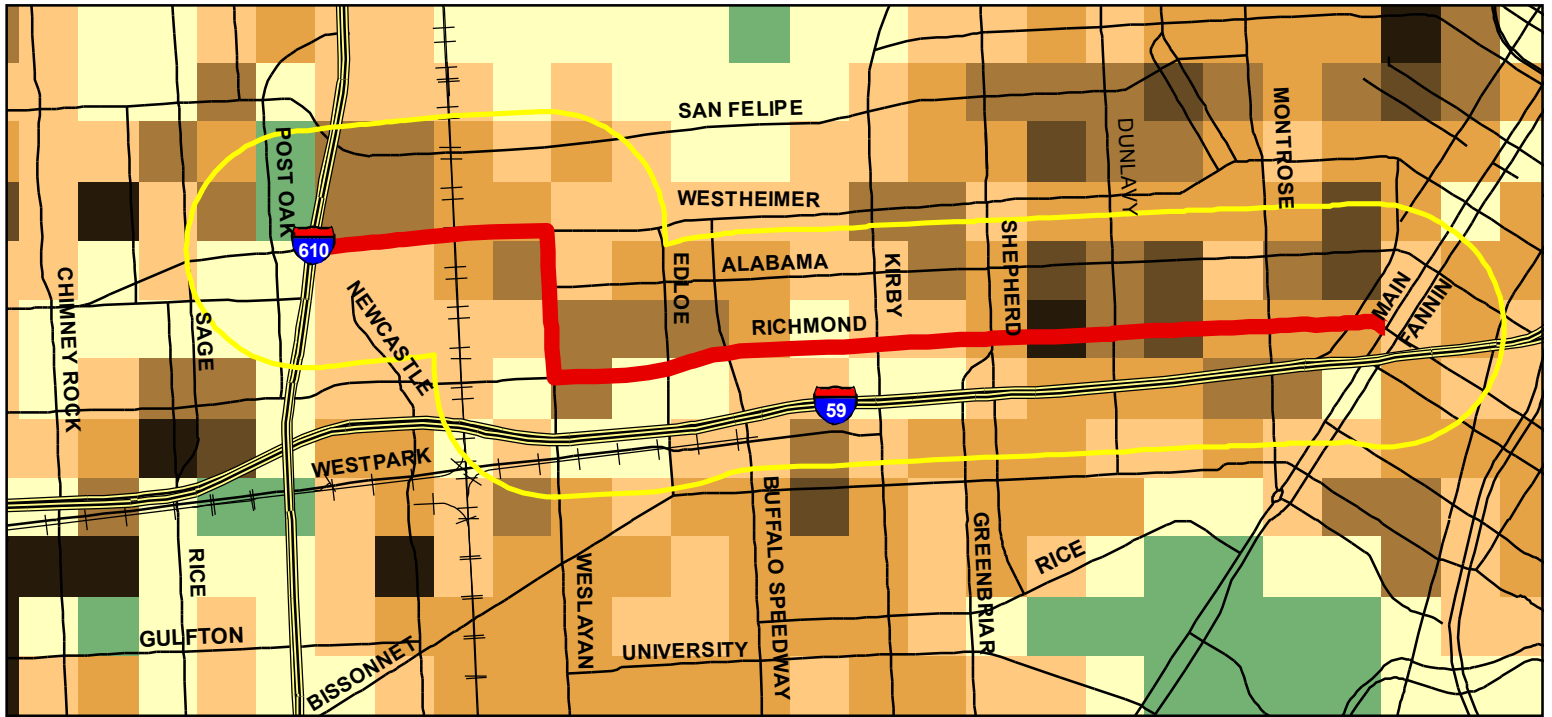 SAN FELIPE
POST OAK
MONTROSE
DUNLAVY
WESTHEIMER
610
SHEPHERD
ALABAMA
EDLOE
KIRBY
CHIMNEY ROCK
NEWCASTLE
MAIN
FANNIN
SAGE
RICHMOND
59
WESTPARK
BUFFALO SPEEDWAY
GREENBRIAR
RICE
RICE
WESLAYAN
GULFTON
UNIVERSITY
BISSONNET